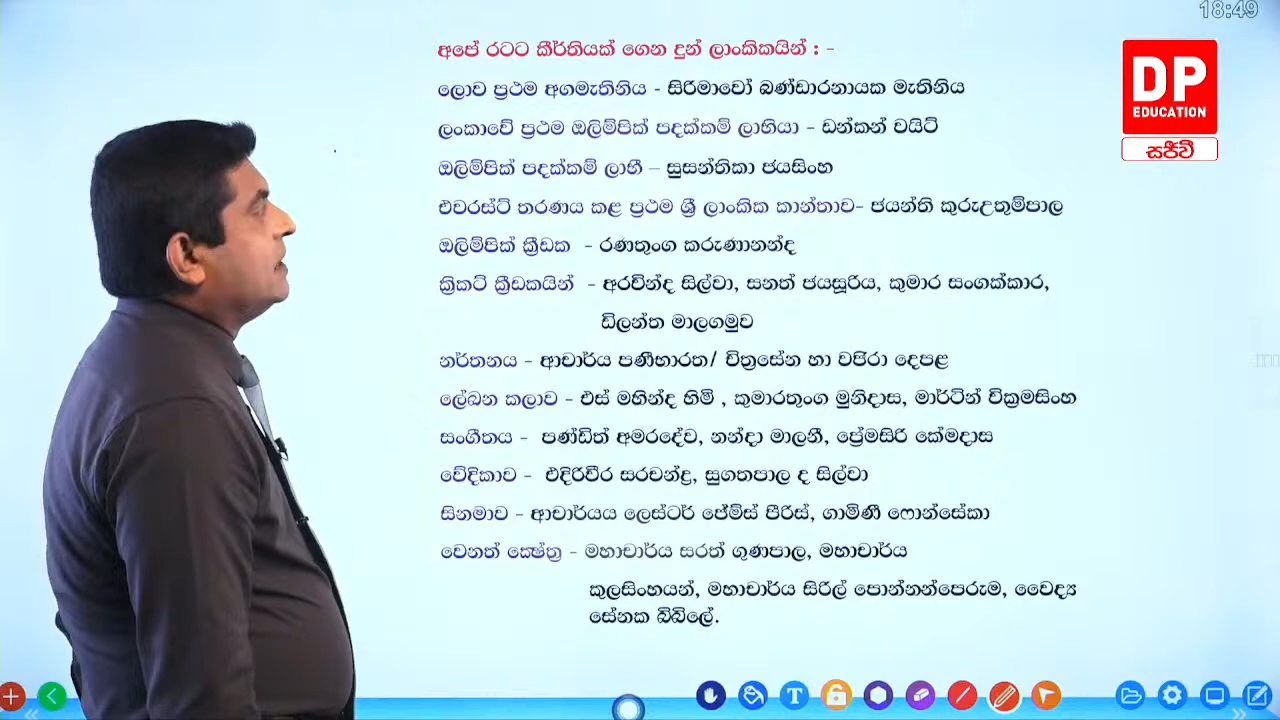 18:49
අපේ රටට කීර්තියක් ගෙන දුන් ලාංකිකයින් : -
ලොව ප්‍රථම අගමැතිනිය - සිරිමාවෝ බණ්ඩාරනායක මැතිනිය
ලංකාවේ ප්‍රථම ඔලිම්පික් පදක්කම් ලාභියා - ඩන්කන් වයිට්
ඔලිම්පික් පදක්කම් ලාභී – සුසන්තිකා ජයසිංහ
එවරස්ට් තරණය කළ ප්‍රථම ශ්‍රී ලාංකික කාන්තාව- ජයන්ති කුරුඋතුම්පාල
ඔලිම්පික් ක්‍රීඩක - රණතුංග කරුණානන්ද
ක්‍රිකට් ක්‍රීඩකයින් - අරවින්ද සිල්වා, සනත් ජයසූරිය, කුමාර සංගක්කාර,
ඩිලන්ත මාලගමුව
නර්තනය - ආචාර්ය පණීභාරත/ චිත්‍රසේන හා වජිරා දෙපළ
ලේඛන කලාව - එස් මහින්ද හිමි , කුමාරතුංග මුනිදාස, මාර්ටින් වික්‍රමසිංහ
සංගීතය - පණ්ඩිත් අමරදේව, නන්දා මාලනී, ප්‍රේමසිරි කේමදාස
වේදිකාව - එදිරිවීර සරචන්ද්‍ර, සුගතපාල ද සිල්වා
සිනමාව - ආචාර්යය ලෙස්ටර් ජේම්ස් පීරිස්, ගාමිණී ෆොන්සේකා
වෙනත් ක්‍ෂේත්‍ර - මහාචාර්ය සරත් ගුණපාල, මහාචාර්ය
කුලසිංහයන්, මහාචාර්ය සිරිල් පොන්නන්පෙරුම, වෛද්‍ය
සේනක බිබිලේ.
DP
EDUCATION
සජීවී